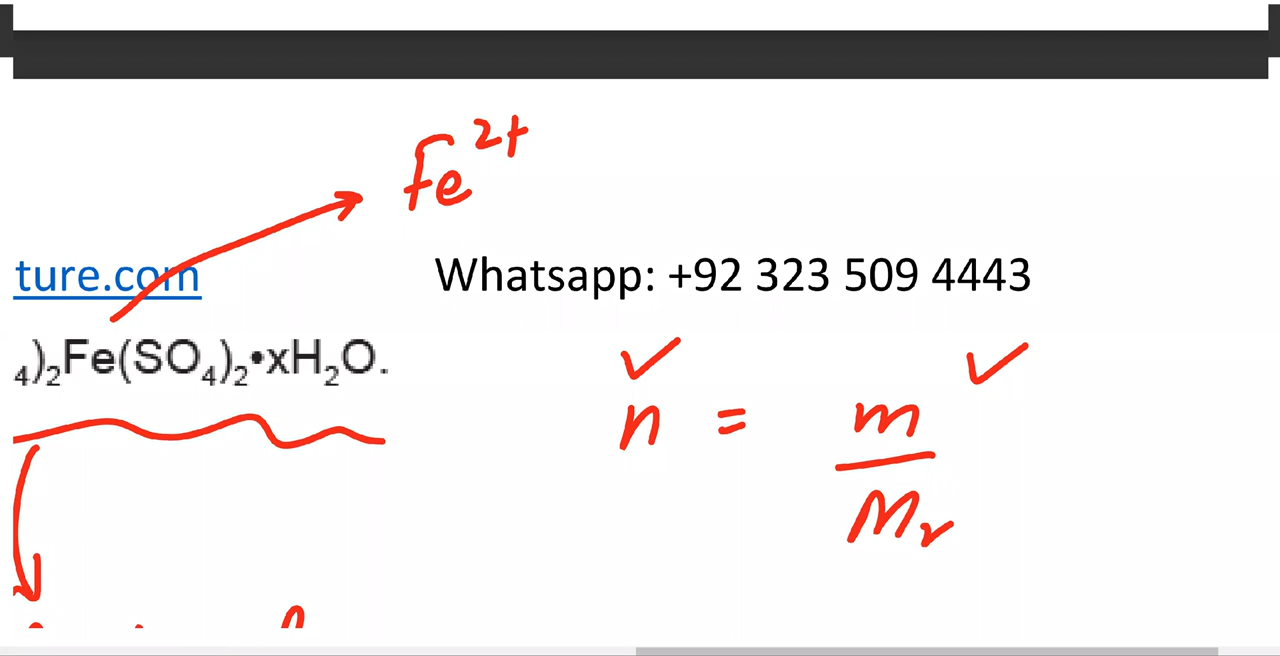 Fe²⁺
ture.com Whatsapp: +92 323 509 4443
₄)₂Fe(SO₄)₂•xH₂O.
n = m/Mr